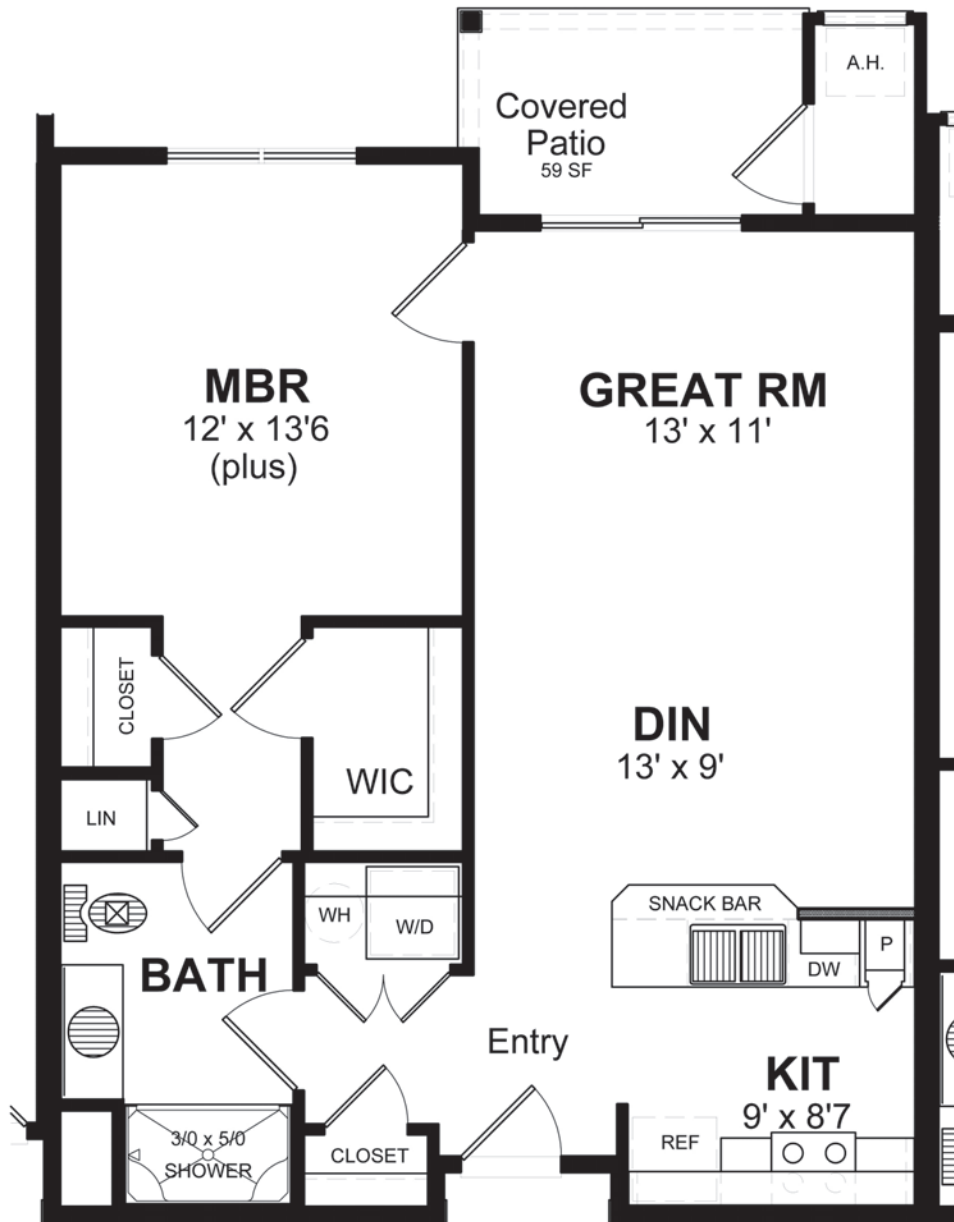 A.H.
Covered
Patio
59 SF
MBR
12' x 13'6
(plus)
GREAT RM
13' x 11'
CLOSET
WIC
DIN
13' x 9'
LIN
WH
W/D
SNACK BAR
DW
P
BATH
Entry
KIT
9' x 8'7
3/0 x 5/0
SHOWER
CLOSET
REF